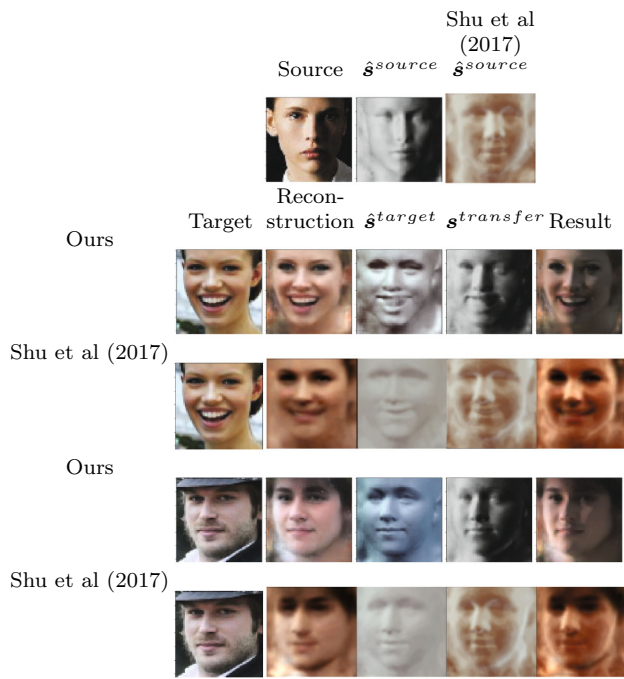 Shu et al
(2017)
Source ŝ^source ŝ^source
Recon-
Target struction ŝ^target s^transfer Result
Ours
Shu et al (2017)
Ours
Shu et al (2017)